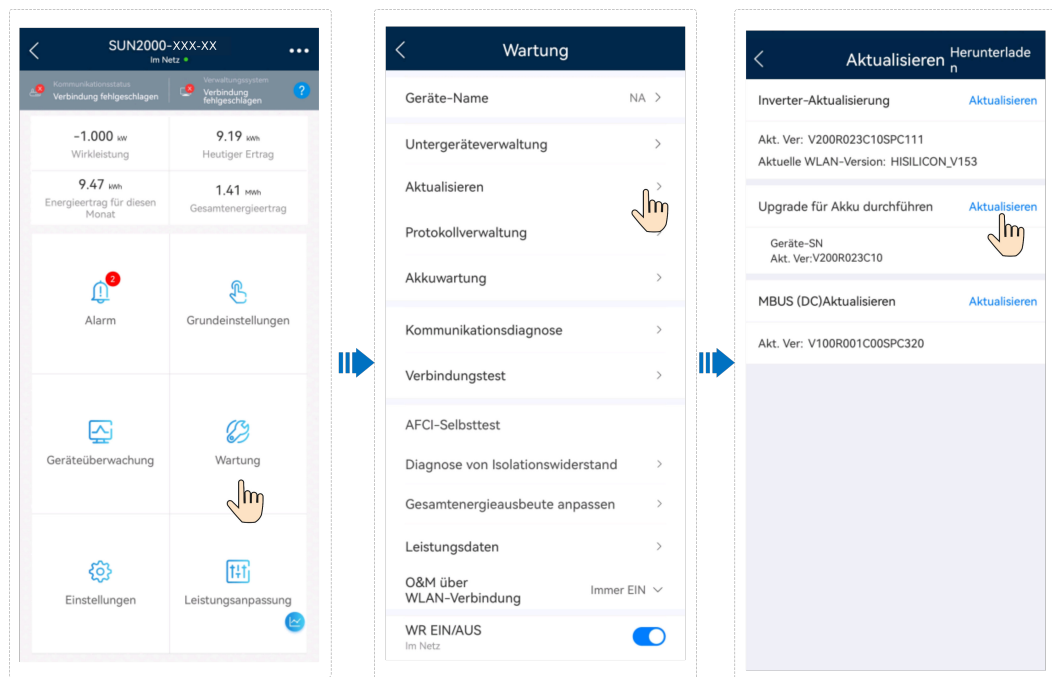 SUN2000-XXX-XX
Im Netz
Kommunikationsstatus
Verbindung fehlgeschlagen
Verwaltungssystem
Verbindung
fehlgeschlagen
?
-1.000 kW
Wirkleistung
9.19 kWh
Heutiger Ertrag
9.47 kWh
Energieertrag für diesen
Monat
1.41 MWh
Gesamtenergieertrag
2
Alarm
Grundeinstellungen
Geräteüberwachung
Wartung
Einstellungen
Leistungsanpassung
Wartung
Geräte-Name NA
Untergeräteverwaltung
Aktualisieren
Protokollverwaltung
Akkuwartung
Kommunikationsdiagnose
Verbindungstest
AFCI-Selbsttest
Diagnose von Isolationswiderstand
Gesamtenergieausbeute anpassen
Leistungsdaten
O&M über
WLAN-Verbindung
Immer EIN
WR EIN/AUS
Im Netz
Aktualisieren
Herunterlade
n
Inverter-Aktualisierung Aktualisieren
Akt. Ver: V200R023C10SPC111
Aktuelle WLAN-Version: HISILICON_V153
Upgrade für Akku durchführen Aktualisieren
Geräte-SN
Akt. Ver:V200R023C10
MBUS (DC)Aktualisieren Aktualisieren
Akt. Ver: V100R001C00SPC320